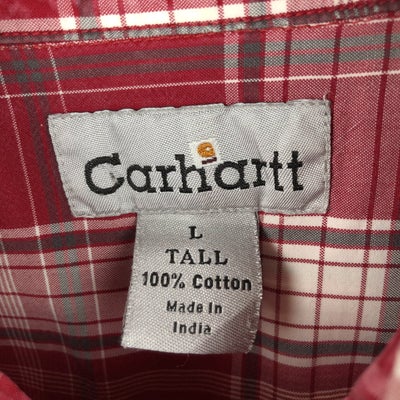 Carhartt
L
TALL
100% Cotton
Made In
India